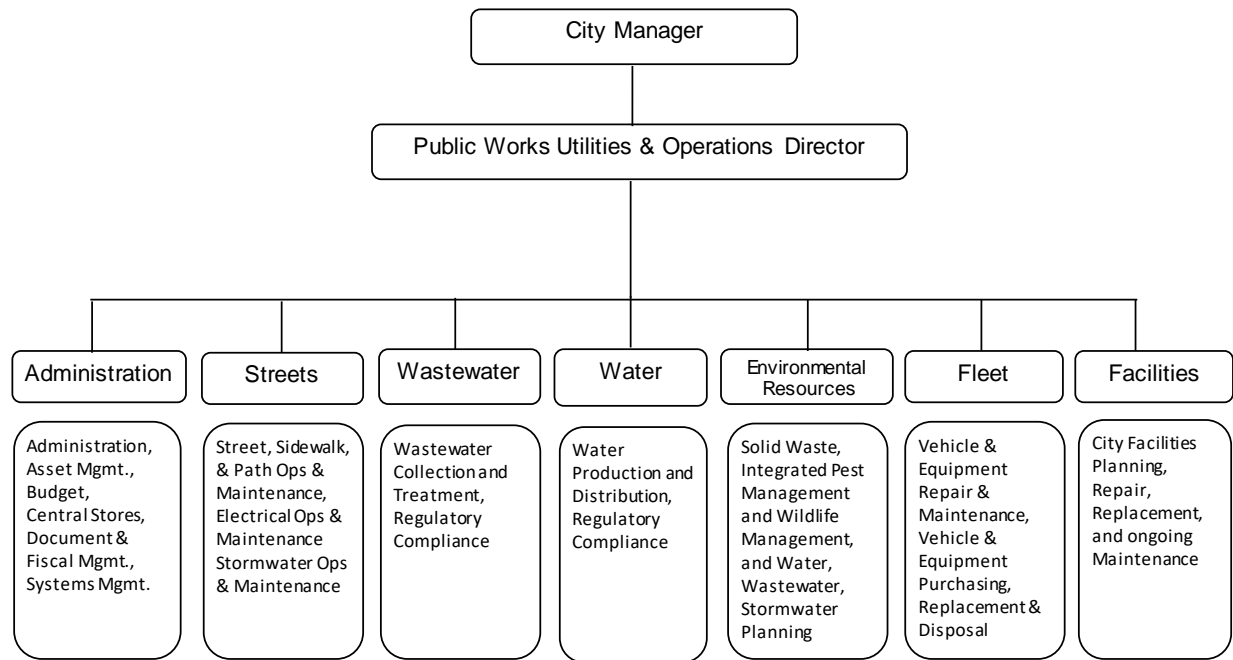 City Manager
Public Works Utilities & Operations Director
Administration
Streets
Wastewater
Water
Environmental
Resources
Fleet
Facilities
Administration,
Asset Mgmt.,
Budget,
Central Stores,
Document &
Fiscal Mgmt.,
Systems Mgmt.
Street, Sidewalk,
& Path Ops &
Maintenance,
Electrical Ops &
Maintenance
Stormwater Ops
& Maintenance
Wastewater
Collection and
Treatment,
Regulatory
Compliance
Water
Production and
Distribution,
Regulatory
Compliance
Solid Waste,
Integrated Pest
Management
and Wildlife
Management,
and Water,
Wastewater,
Stormwater
Planning
Vehicle &
Equipment
Repair &
Maintenance,
Vehicle &
Equipment
Purchasing,
Replacement &
Disposal
City Facilities
Planning,
Repair,
Replacement,
and ongoing
Maintenance